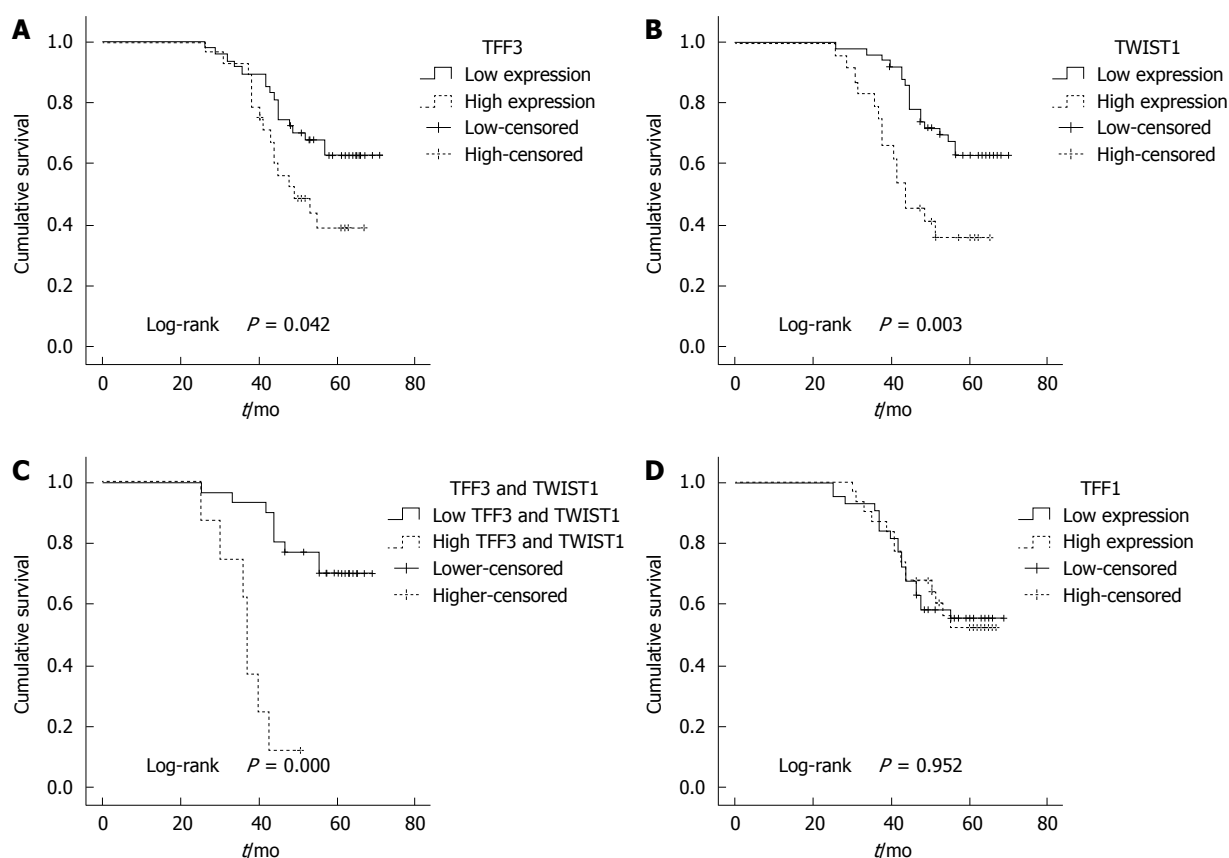 A
TFF3
Low expression
High expression
Low-censored
High-censored
Cumulative survival
1.0
0.8
0.6
0.4
0.2
0.0
Log-rank P = 0.042
0 20 40 60 80
t/mo
B
TWIST1
Low expression
High expression
Low-censored
High-censored
Cumulative survival
1.0
0.8
0.6
0.4
0.2
0.0
Log-rank P = 0.003
0 20 40 60 80
t/mo
C
TFF3 and TWIST1
Low TFF3 and TWIST1
High TFF3 and TWIST1
Lower-censored
Higher-censored
Cumulative survival
1.0
0.8
0.6
0.4
0.2
0.0
Log-rank P = 0.000
0 20 40 60 80
t/mo
D
TFF1
Low expression
High expression
Low-censored
High-censored
Cumulative survival
1.0
0.8
0.6
0.4
0.2
0.0
Log-rank P = 0.952
0 20 40 60 80
t/mo